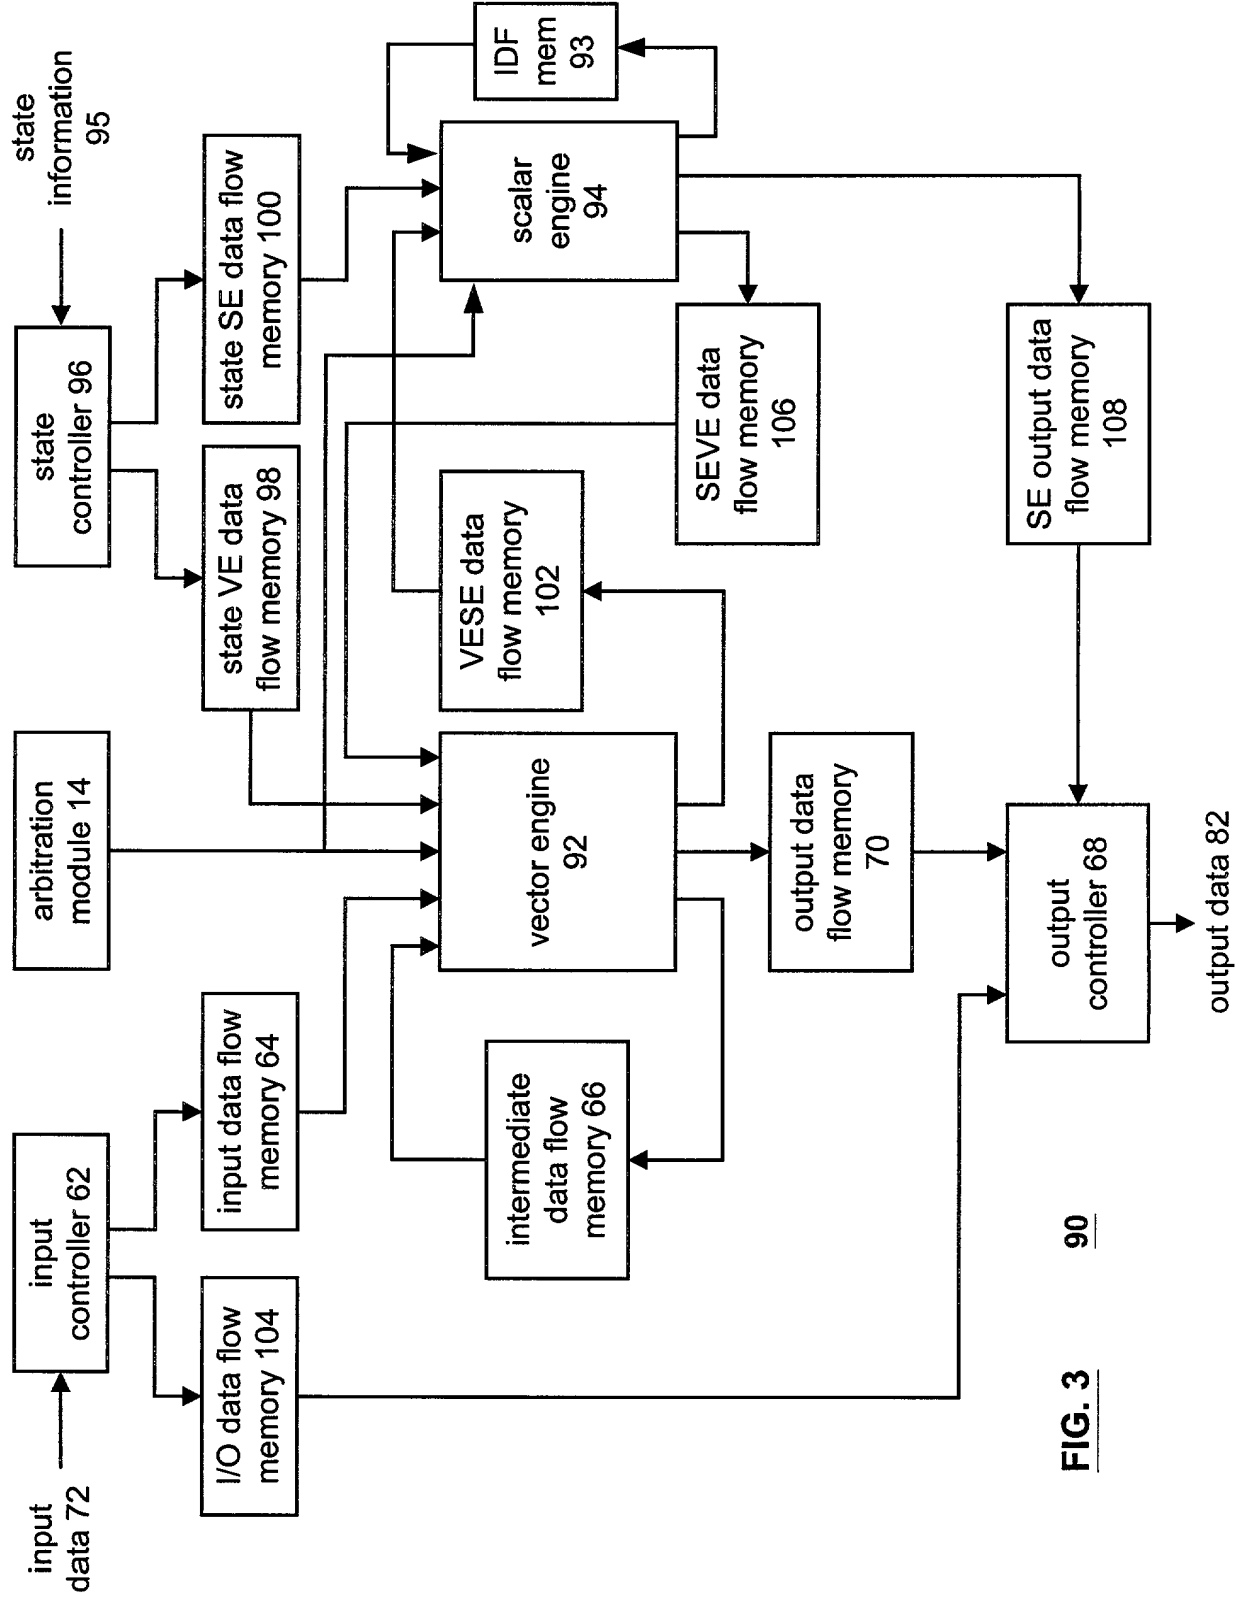 input
data 72
input
controller 62
arbitration
module 14
state
controller 96
state
information
95
I/O data flow
memory 104
input data flow
memory 64
state VE data
flow memory 98
state SE data flow
memory 100
intermediate
data flow
memory 66
vector engine
92
VESE data
flow memory
102
scalar
engine
94
IDF
mem
93
output data
flow memory
70
SEVE data
flow memory
106
output
controller 68
SE output data
flow memory
108
output data 82
FIG. 3
90